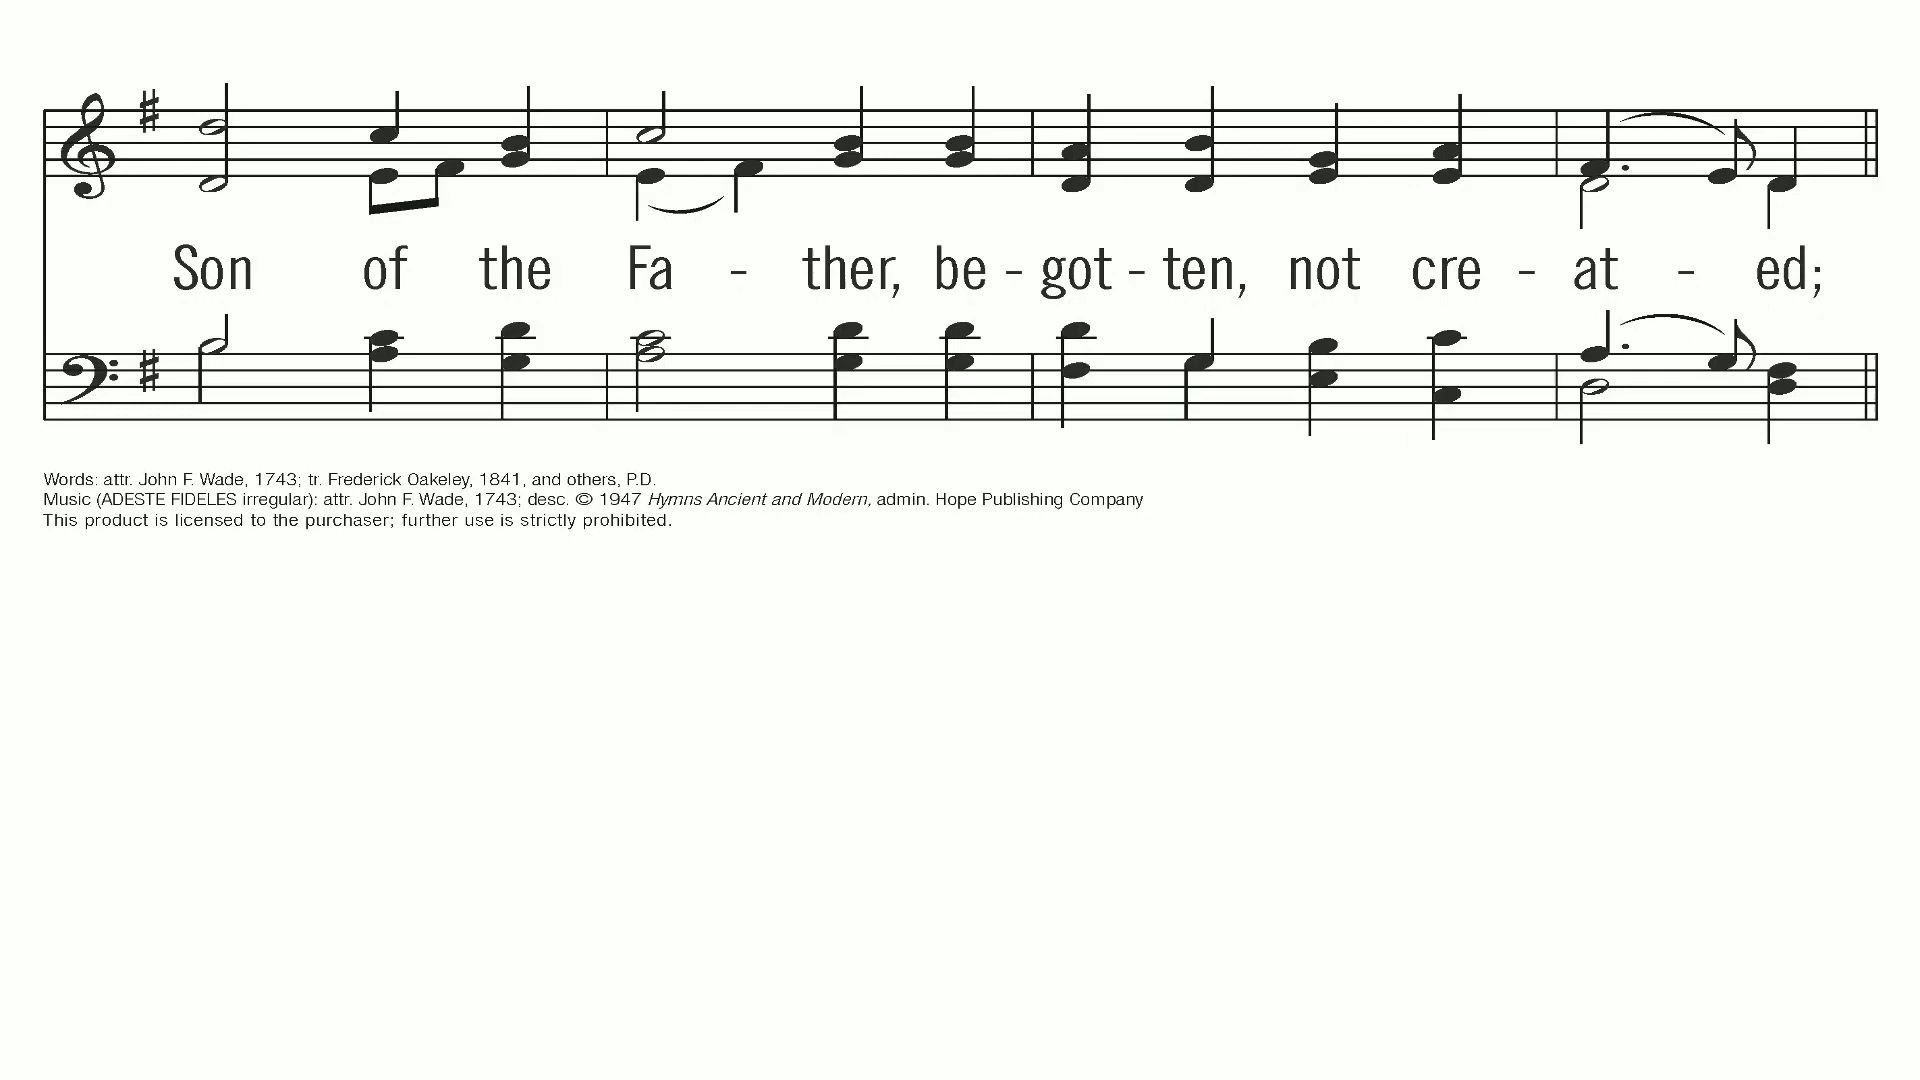 Son of the Fa - ther, be - got - ten, not cre - at - ed;
Words: attr. John F. Wade, 1743; tr. Frederick Oakeley, 1841, and others, P.D.
Music (ADESTE FIDELES irregular): attr. John F. Wade, 1743; desc. © 1947 Hymns Ancient and Modern, admin. Hope Publishing Company
This product is licensed to the purchaser; further use is strictly prohibited.